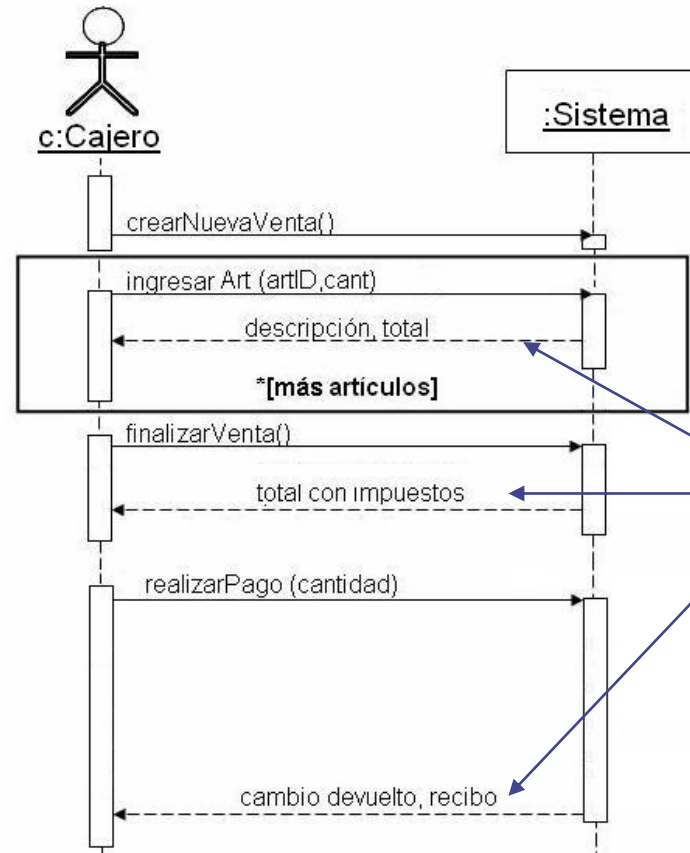 c:Cajero
:Sistema
crearNuevaVenta()
ingresar Art (artID,cant)
descripción, total
*[más artículos]
finalizarVenta()
total con impuestos
realizarPago (cantidad)
cambio devuelto, recibo